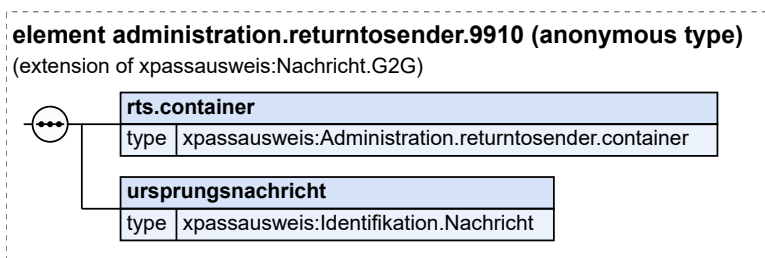 element administration.returntosender.9910 (anonymous type)
(extension of xpassausweis:Nachricht.G2G)
rts.container
type xpassausweis:Administration.returntosender.container
ursprungsnachricht
type xpassausweis:Identifikation.Nachricht